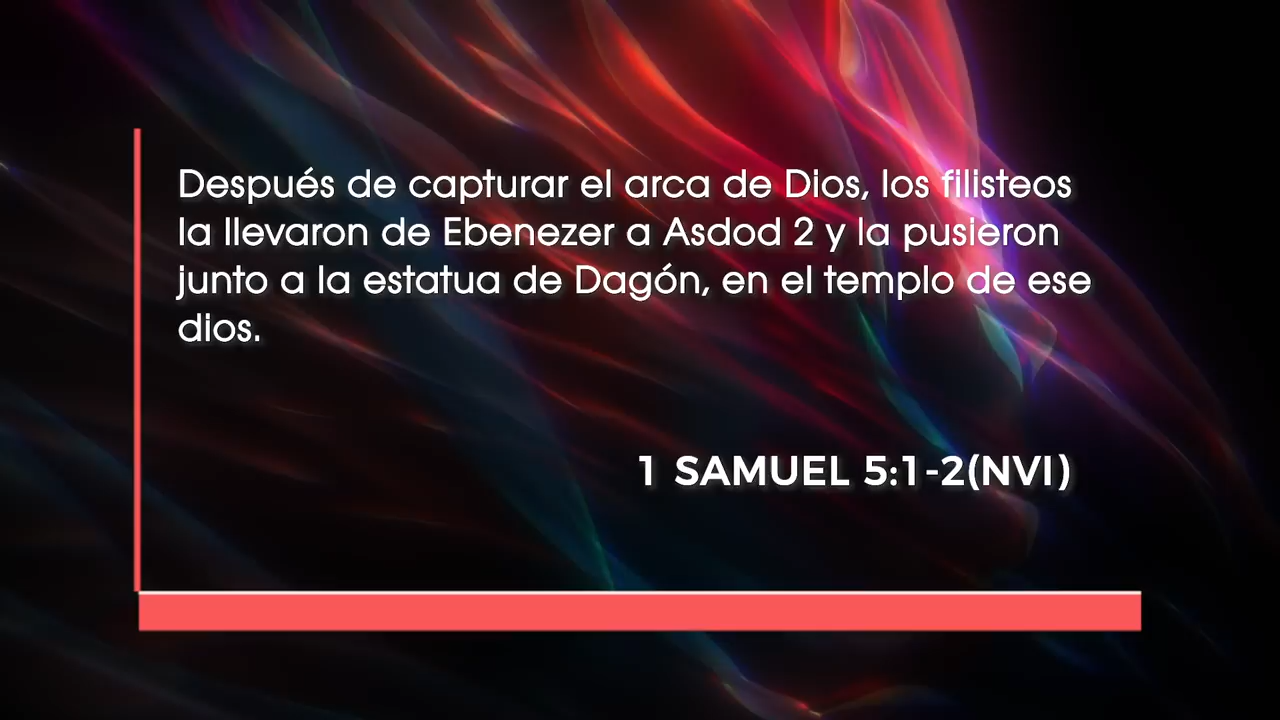 Después de capturar el arca de Dios, los filisteos
la llevaron de Ebenezer a Asdod 2 y la pusieron
junto a la estatua de Dagón, en el templo de ese
dios.
1 SAMUEL 5:1-2(NVI)